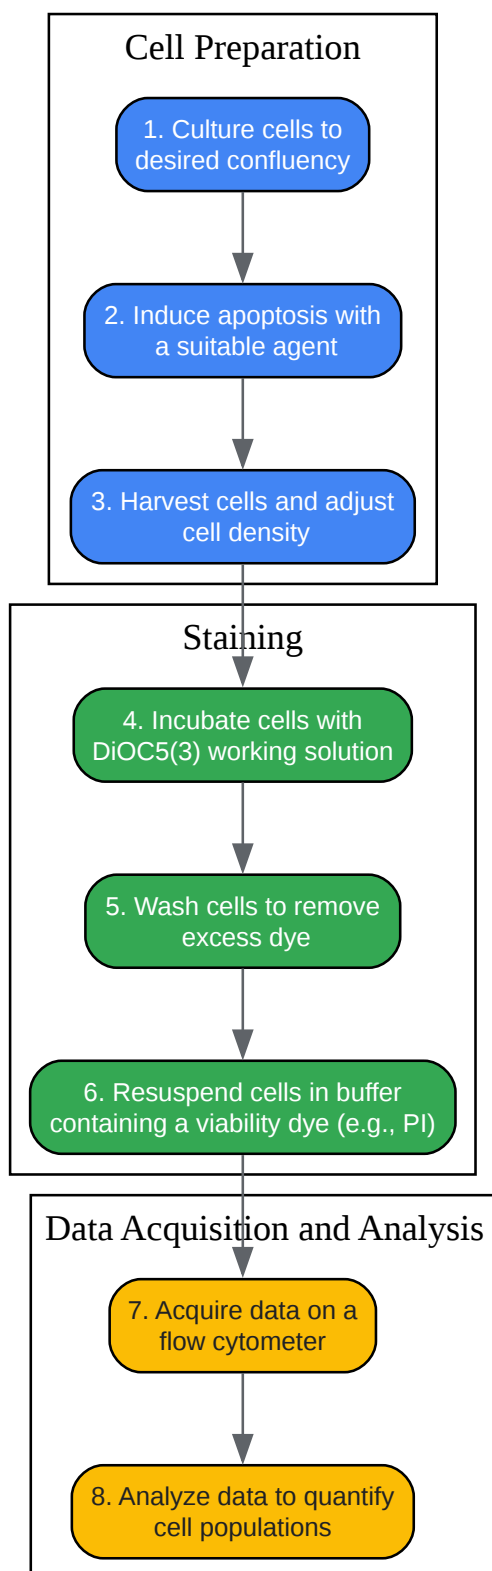 Cell Preparation
1. Culture cells to
desired confluency
2. Induce apoptosis with
a suitable agent
3. Harvest cells and adjust
cell density
Staining
4. Incubate cells with
DiOC5(3) working solution
5. Wash cells to remove
excess dye
6. Resuspend cells in buffer
containing a viability dye (e.g., PI)
Data Acquisition and Analysis
7. Acquire data on a
flow cytometer
8. Analyze data to quantify
cell populations